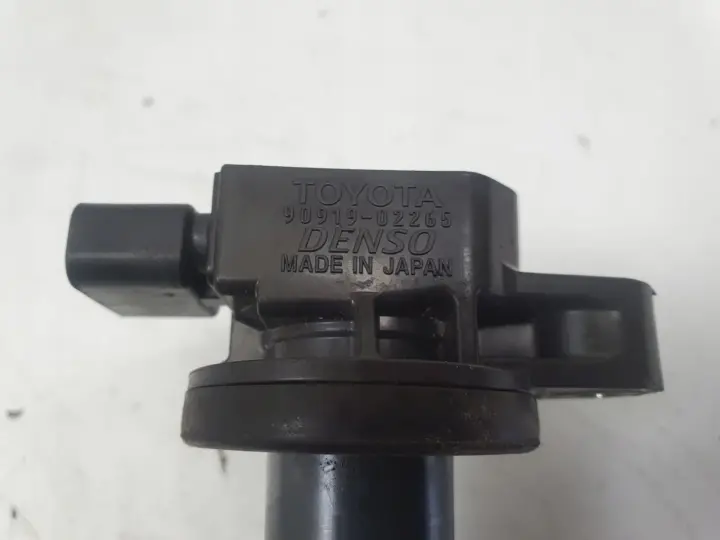 TOYOTA
90919-02265
DENSO
MADE IN JAPAN